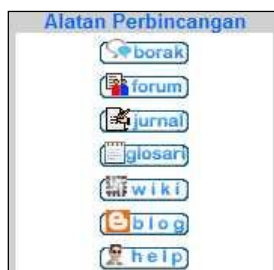 Alatan Perbincangan
borak
forum
jurnal
glosari
wiki
blog
help